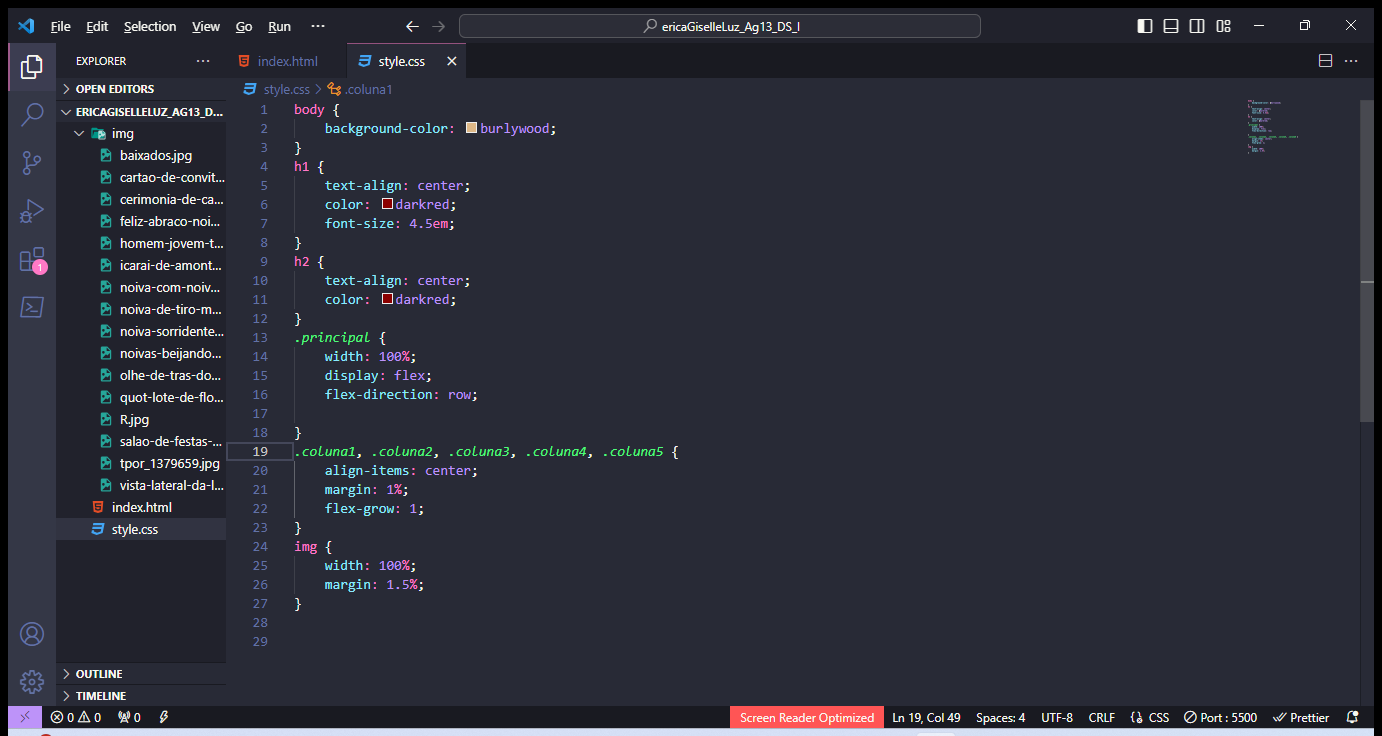 File Edit Selection View Go Run ···
ericaGiselleLuz_Ag13_DS_I
EXPLORER ···
OPEN EDITORS
ERICAGISELLELUZ_AG13_D...
img
baixados.jpg
cartao-de-convit...
cerimonia-de-ca...
feliz-abraco-noi...
homem-jovem-t...
icarai-de-amont...
noiva-com-noiv...
noiva-de-tiro-m...
noiva-sorridente...
noivas-beijando...
olhe-de-tras-do...
quot-lote-de-flo...
R.jpg
salao-de-festas-...
tpor_1379659.jpg
vista-lateral-da-l...
index.html
style.css
OUTLINE
TIMELINE
1
index.html
style.css
style.css > .coluna1
1 body {
2 background-color: burlywood;
3 }
4 h1 {
5 text-align: center;
6 color: darkred;
7 font-size: 4.5em;
8 }
9 h2 {
10 text-align: center;
11 color: darkred;
12 }
13 .principal {
14 width: 100%;
15 display: flex;
16 flex-direction: row;
17
18 }
19 .coluna1, .coluna2, .coluna3, .coluna4, .coluna5 {
20 align-items: center;
21 margin: 1%;
22 flex-grow: 1;
23 }
24 img {
25 width: 100%;
26 margin: 1.5%;
27 }
28
29
0 0 0 Screen Reader Optimized Ln 19, Col 49 Spaces: 4 UTF-8 CRLF CSS Port : 5500 Prettier